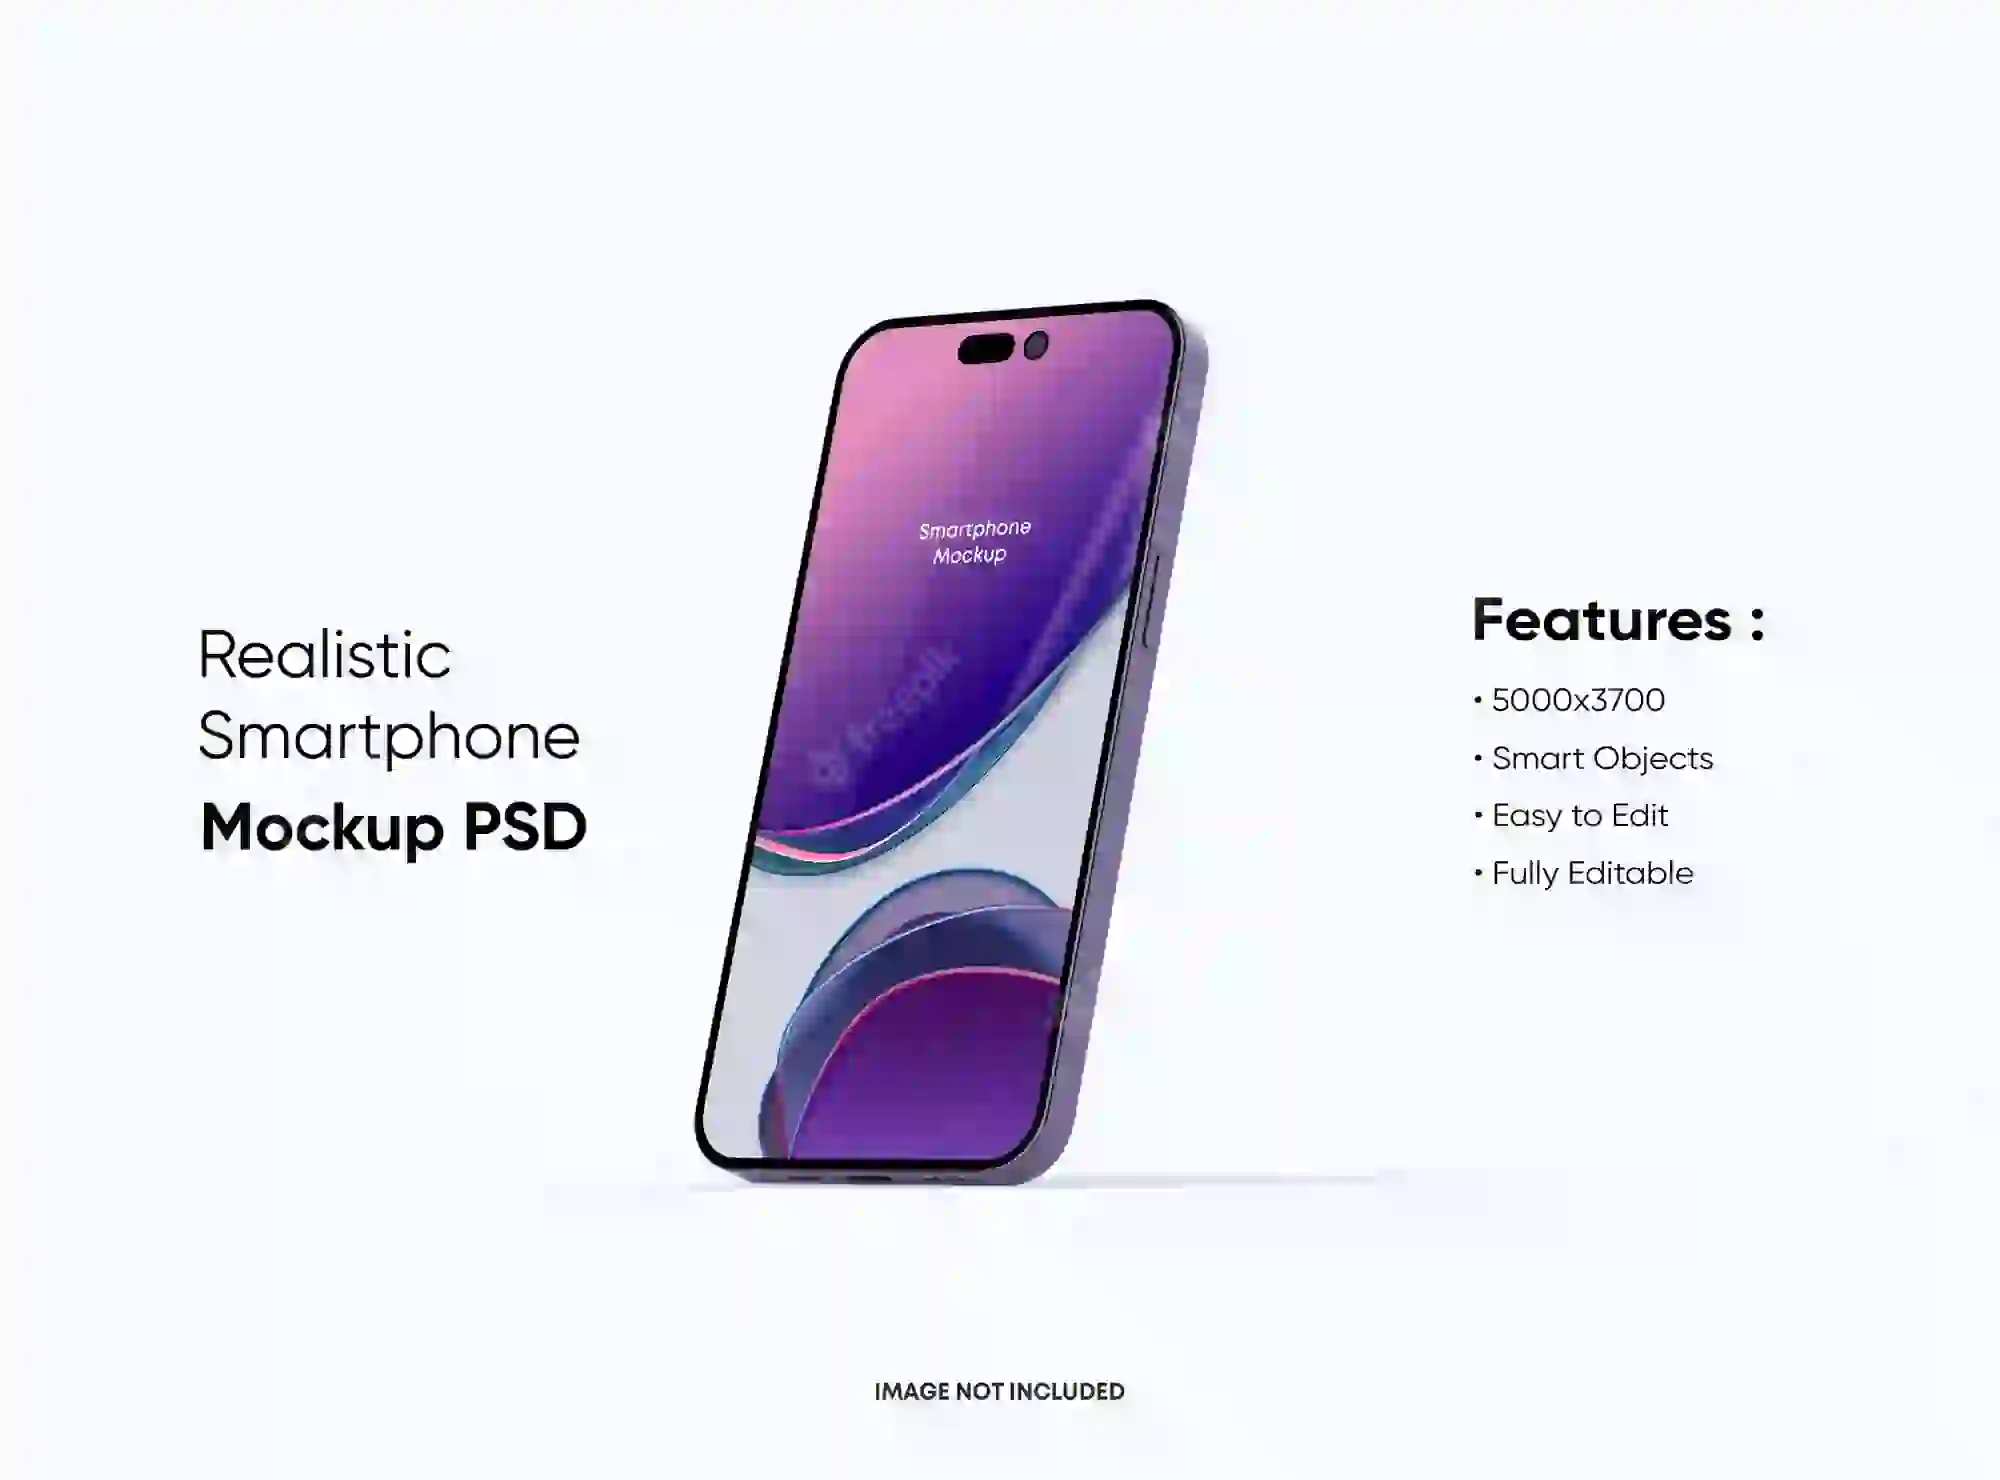 Realistic
Smartphone
Mockup PSD
Smartphone
Mockup
freepik
Features :
• 5000x3700
• Smart Objects
• Easy to Edit
• Fully Editable
IMAGE NOT INCLUDED